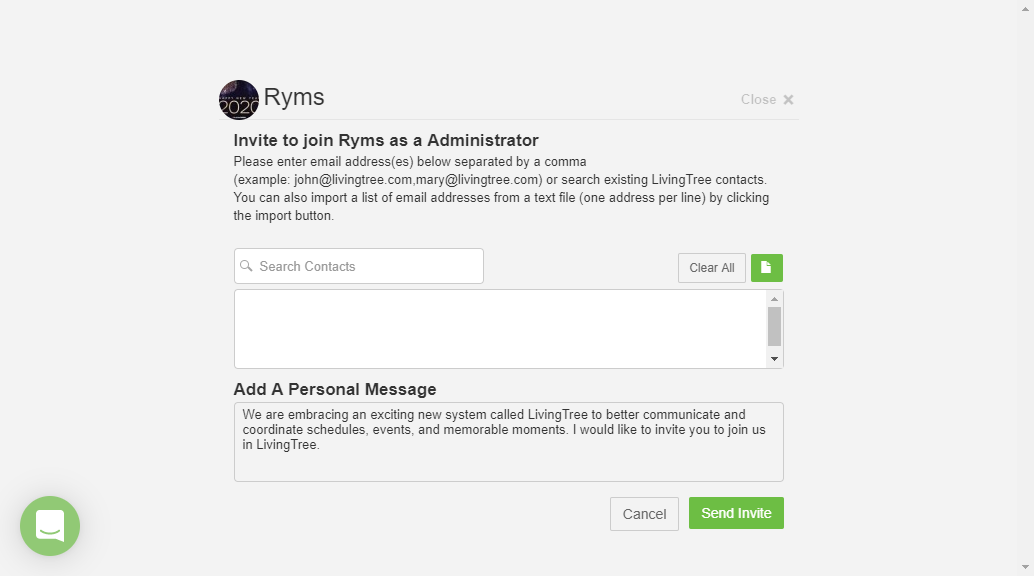 HAPPY NEW YEAR
2020
Ryms
Close
Invite to join Ryms as a Administrator
Please enter email address(es) below separated by a comma
(example: john@livingtree.com,mary@livingtree.com) or search existing LivingTree contacts.
You can also import a list of email addresses from a text file (one address per line) by clicking
the import button.
Search Contacts
Clear All
Add A Personal Message
We are embracing an exciting new system called LivingTree to better communicate and
coordinate schedules, events, and memorable moments. I would like to invite you to join us
in LivingTree.
Cancel
Send Invite